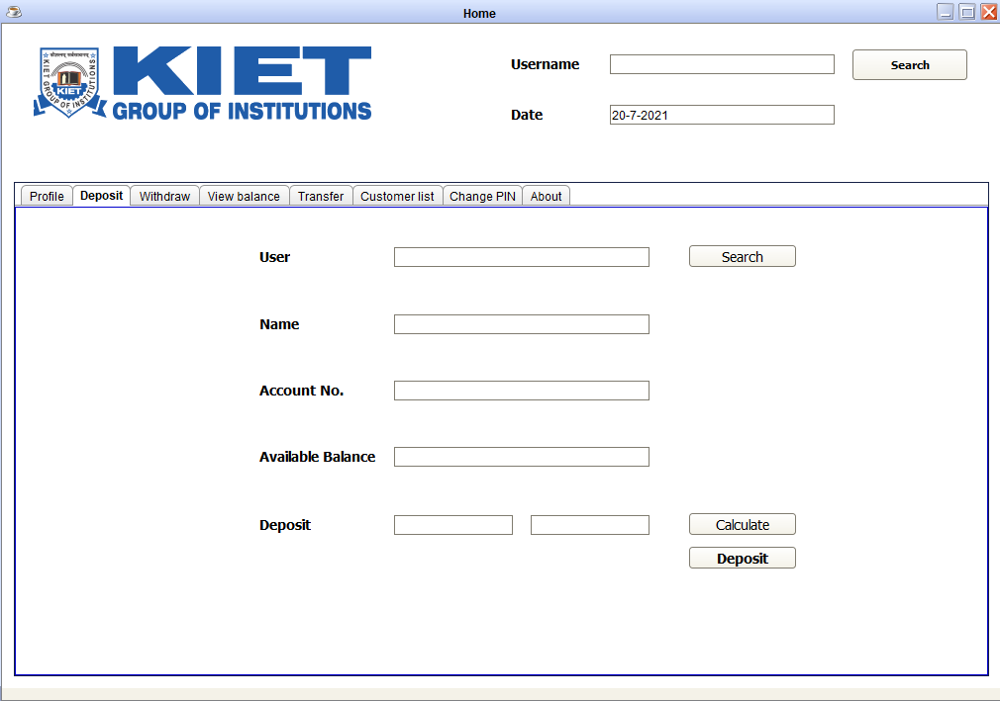 Home
KIET
GROUP OF INSTITUTIONS
KIET GROUP OF INSTITUTIONS
KIET
Username
Search
Date
20-7-2021
Profile
Deposit
Withdraw
View balance
Transfer
Customer list
Change PIN
About
User
Search
Name
Account No.
Available Balance
Deposit
Calculate
Deposit